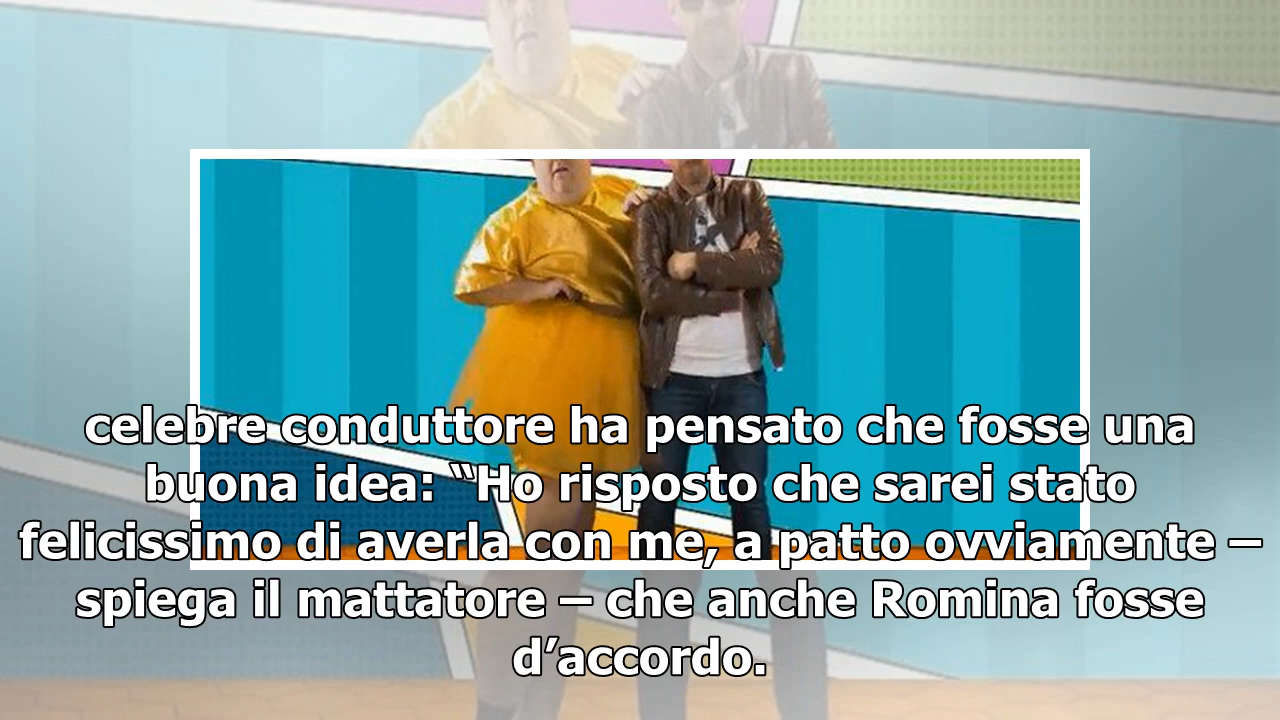 celebre conduttore ha pensato che fosse una
buona idea: “Ho risposto che sarei stato
felicissimo di averla con me, a patto ovviamente –
spiega il mattatore – che anche Romina fosse
d’accordo.